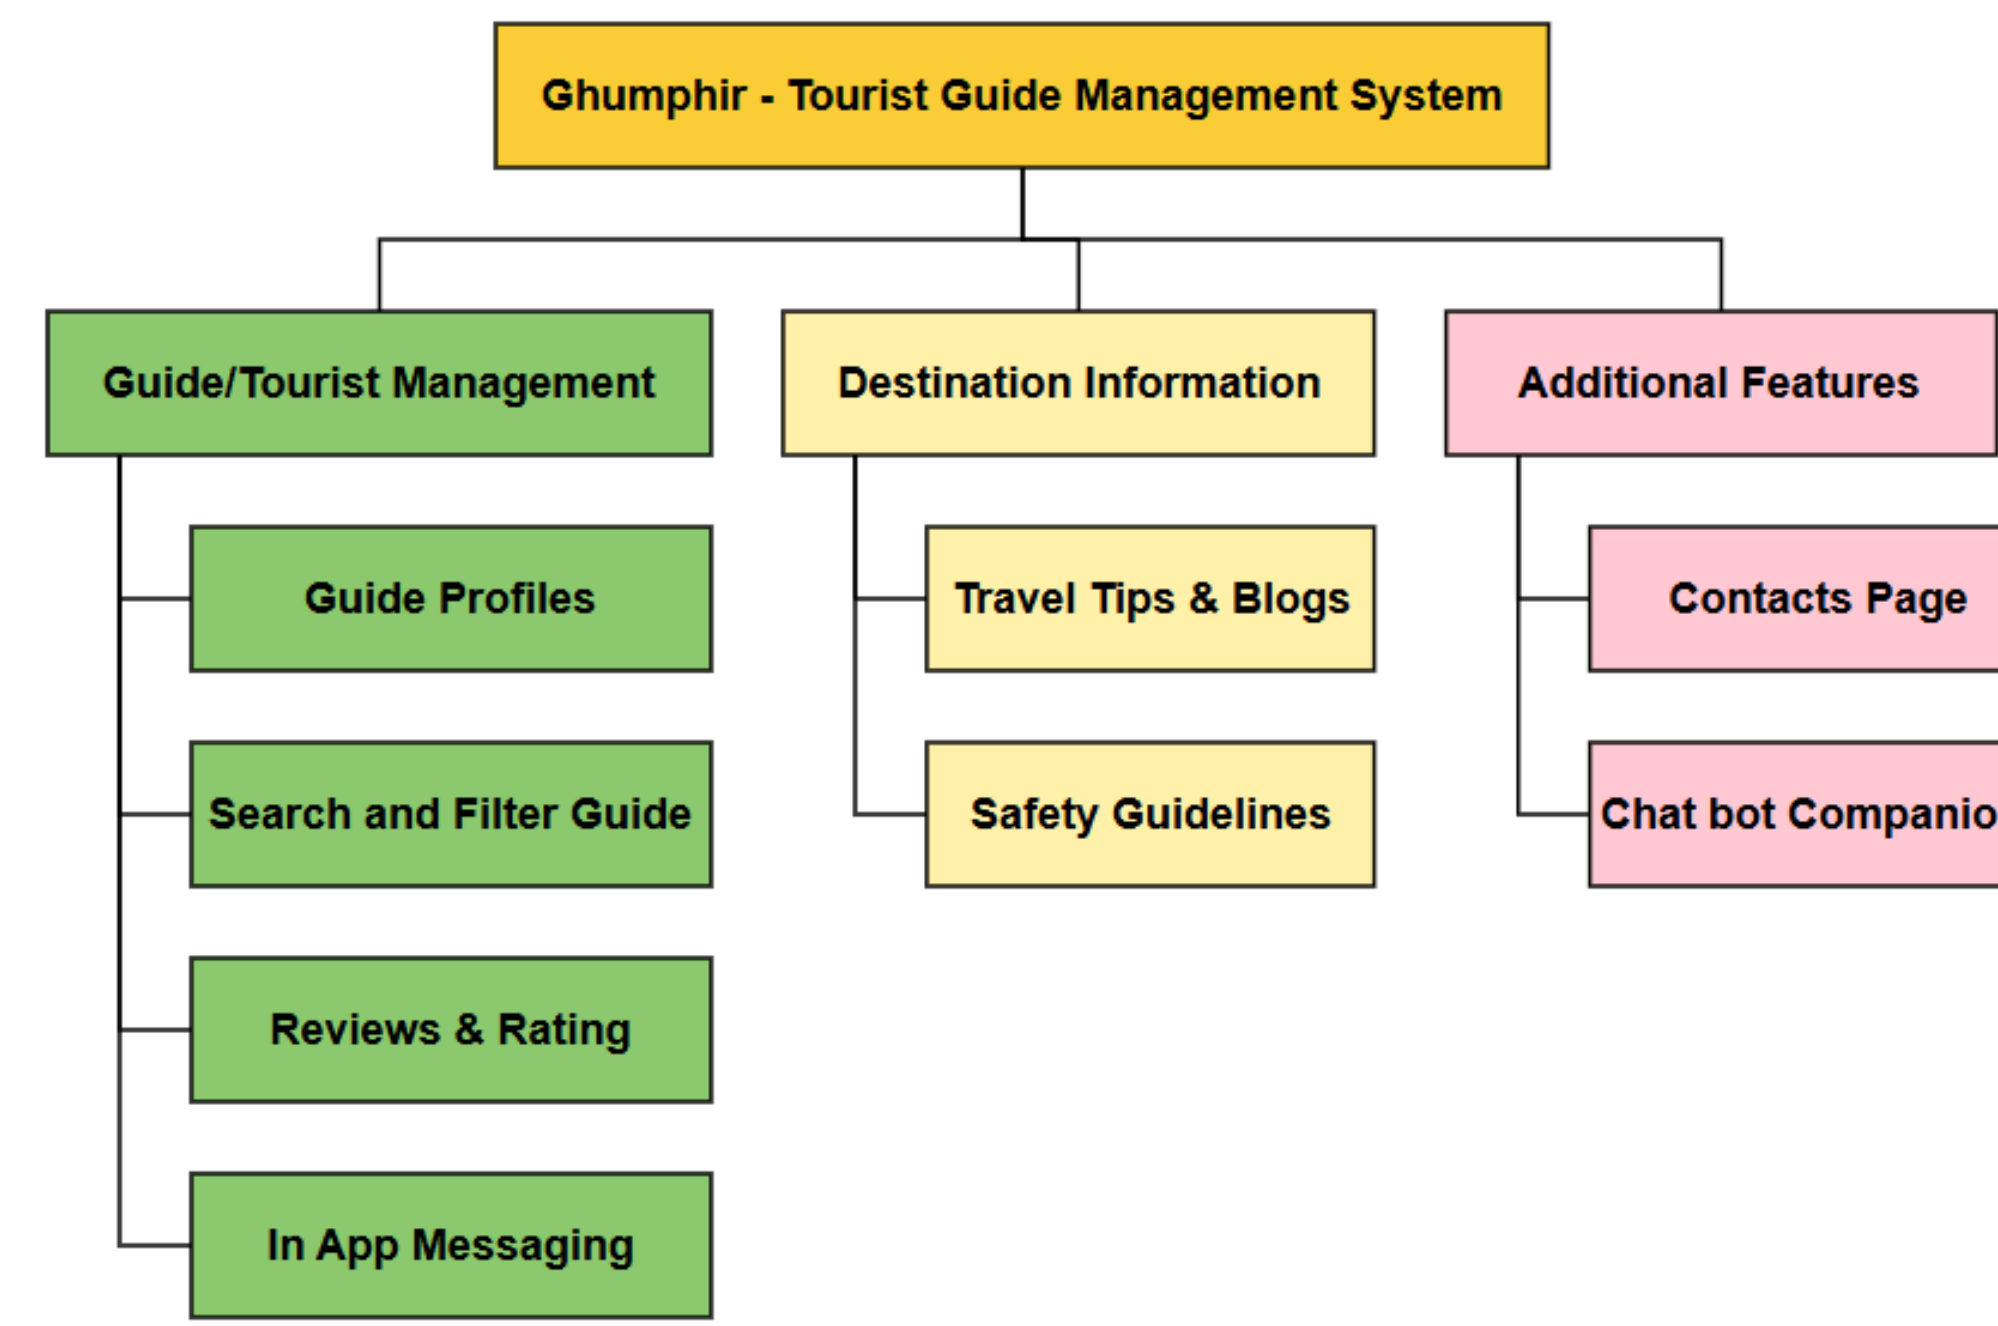 Ghumphir - Tourist Guide Management System
Guide/Tourist Management
Destination Information
Additional Features
Guide Profiles
Travel Tips & Blogs
Contacts Page
Search and Filter Guide
Safety Guidelines
Chat bot Companio
Reviews & Rating
In App Messaging